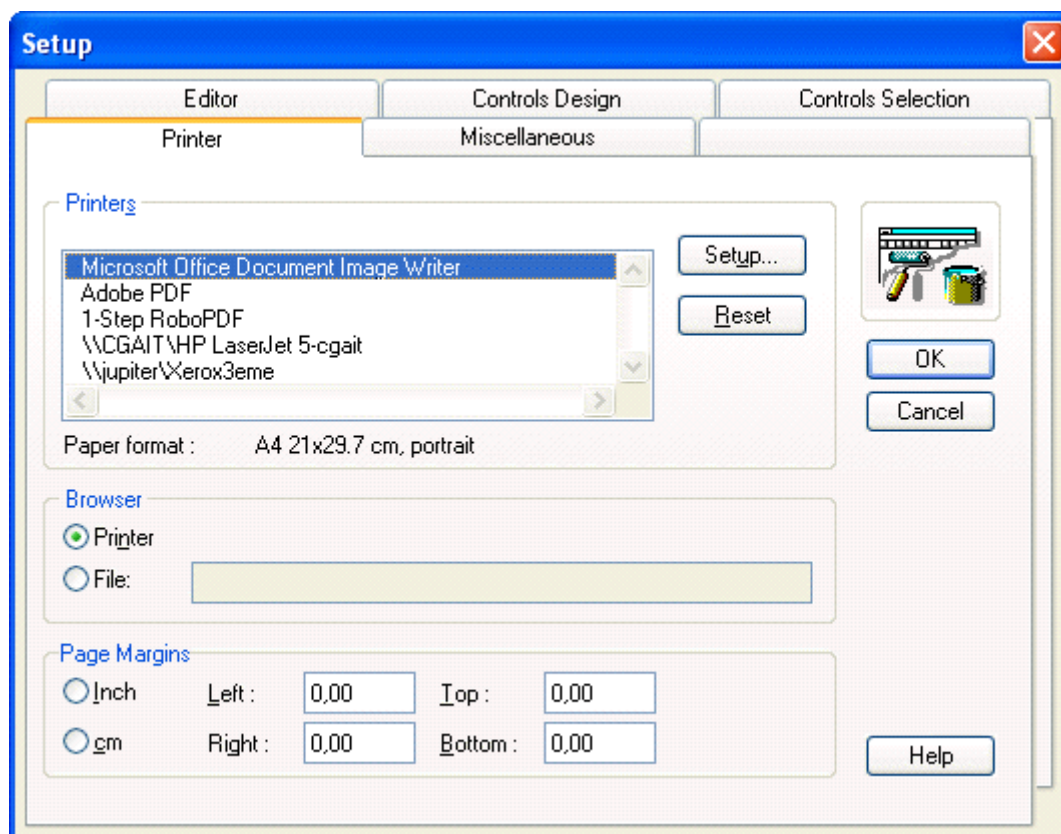 Setup
Editor Controls Design Controls Selection
Printer Miscellaneous
Printers
Microsoft Office Document Image Writer
Adobe PDF
1-Step RoboPDF
\\CGAIT\HP LaserJet 5-cgait
\\jupiter\Xerox3eme
Setup...
Reset
OK
Cancel
Paper format : A4 21x29.7 cm, portrait
Browser
Printer
File:
Page Margins
Inch Left : 0,00 Top : 0,00
cm Right : 0,00 Bottom : 0,00
Help